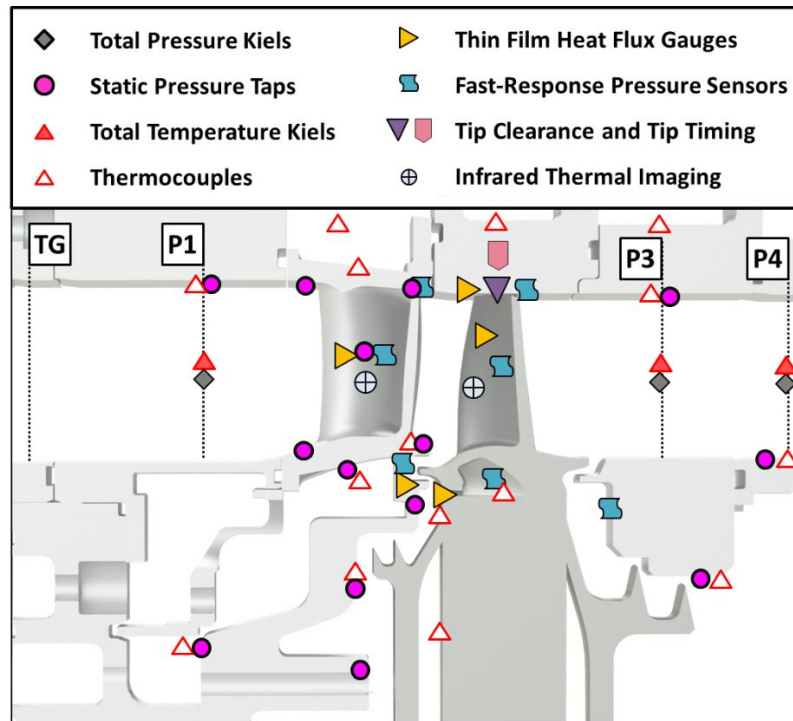 Total Pressure Kiels
Thin Film Heat Flux Gauges
Static Pressure Taps
Fast-Response Pressure Sensors
Total Temperature Kiels
Tip Clearance and Tip Timing
Thermocouples
Infrared Thermal Imaging
TG
P1
P3
P4